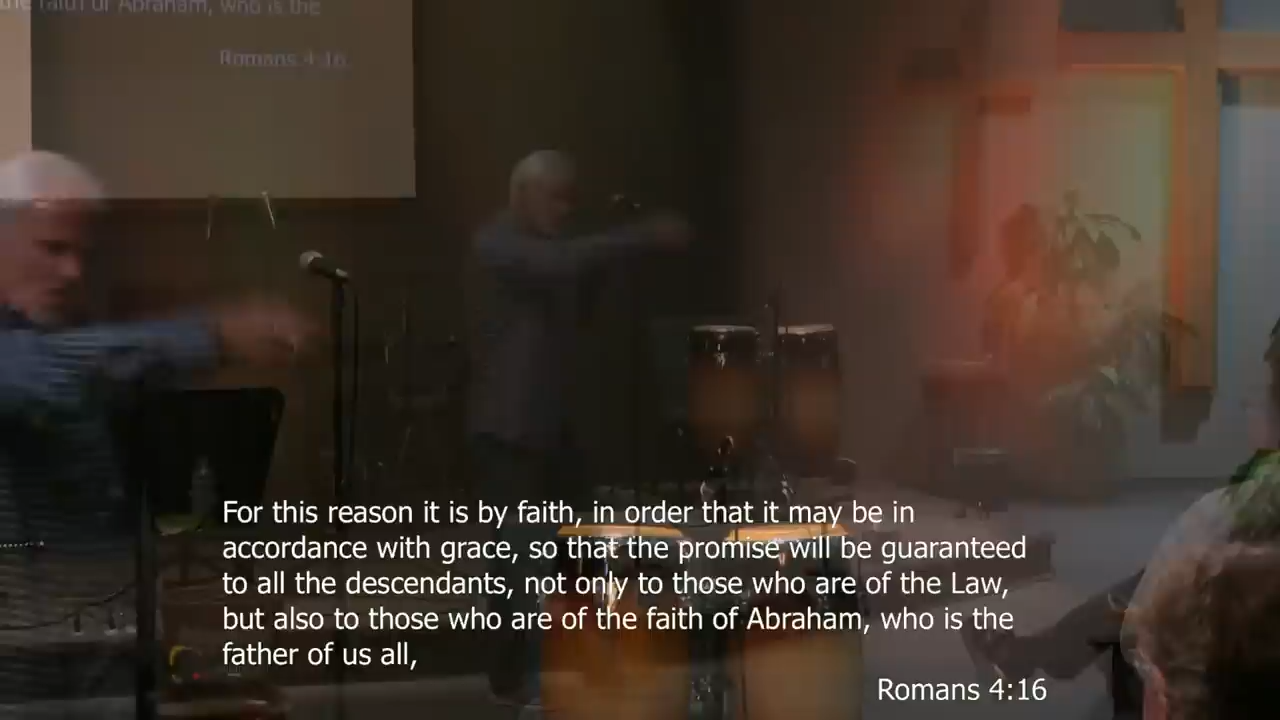 the faith of Abraham, who is the
Romans 4:16
For this reason it is by faith, in order that it may be in
accordance with grace, so that the promise will be guaranteed
to all the descendants, not only to those who are of the Law,
but also to those who are of the faith of Abraham, who is the
father of us all,
Romans 4:16